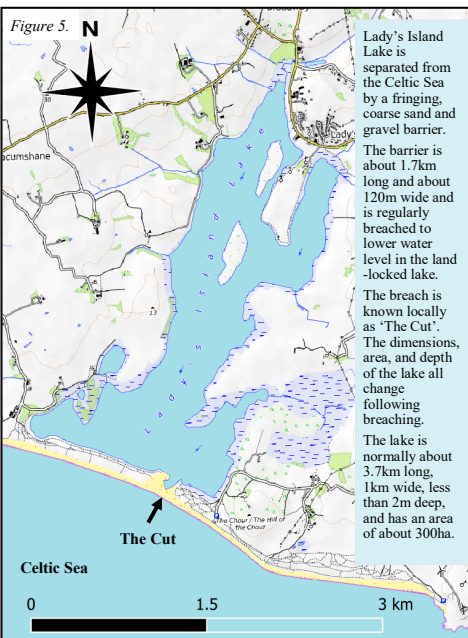 Figure 5.
N
Lady's Island
Lake is
separated from
the Celtic Sea
by a fringing,
coarse sand and
gravel barrier.
The barrier is
about 1.7km
long and about
120m wide and
is regularly
breached to
lower water
level in the land
-locked lake.
The breach is
known locally
as ‘The Cut’.
The dimensions,
area, and depth
of the lake all
change
following
breaching.
The lake is
normally about
3.7km long,
1km wide, less
than 2m deep,
and has an area
of about 300ha.
38
acumshane
Lady's
Lady's Island Lake
13
The Chour / The Hill of
the Chour
The Cut
Celtic Sea
0 1.5 3 km